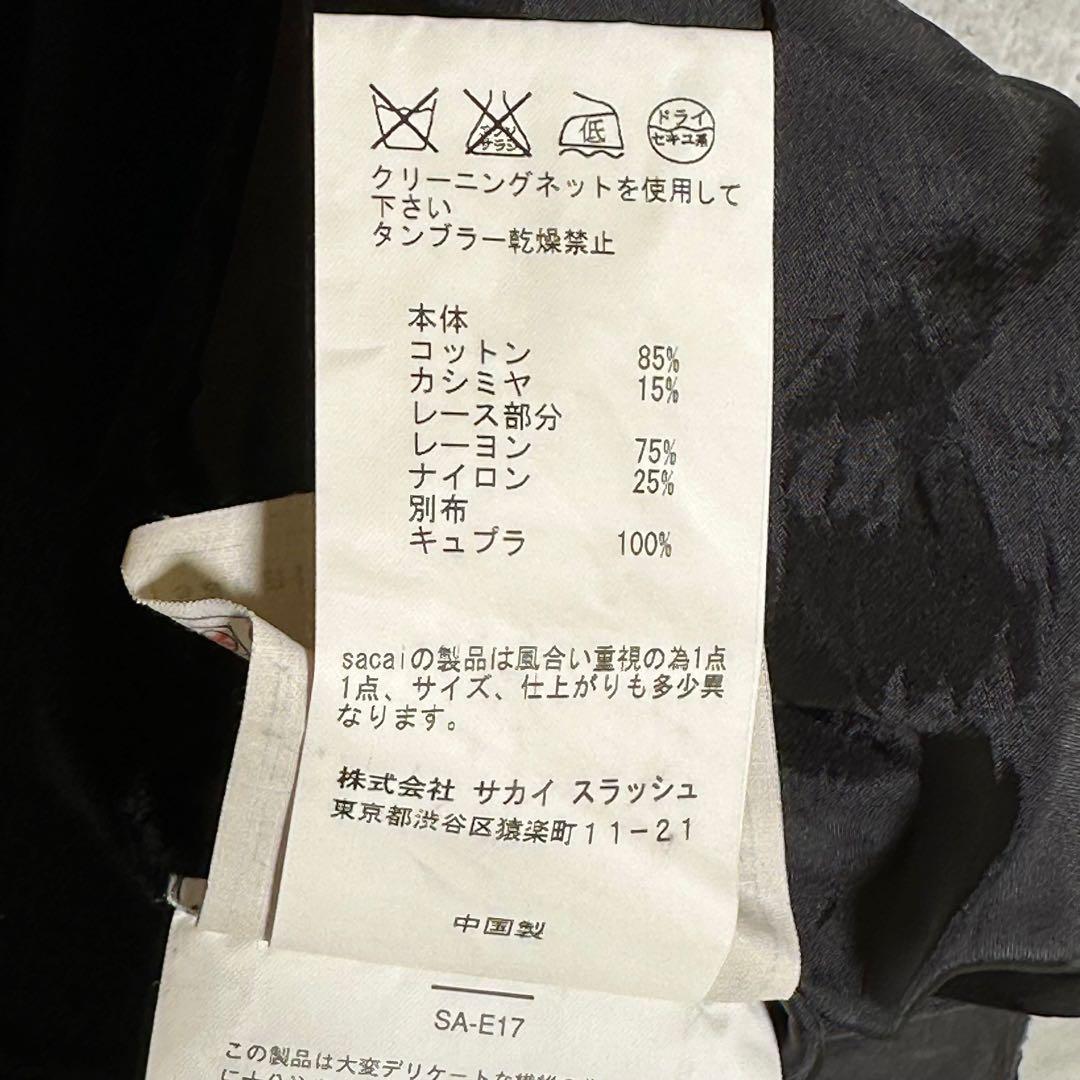 エンソ
サラシ
低
ドライ
セキユ系
クリーニングネットを使用して
下さい
タンブラー乾燥禁止
本体
コットン 85%
カシミヤ 15%
レース部分
レーヨン 75%
ナイロン 25%
別布
キュプラ 100%
sacaiの製品は風合い重視の為1点
1点、サイズ、仕上がりも多少異
なります。
株式会社 サカイ スラッシュ
東京都渋谷区猿楽町11-21
中国製
SA-E17
この製品は大変デリケートな